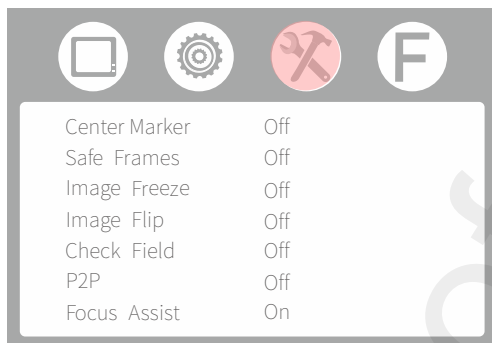 F
Center Marker Off
Safe Frames Off
Image Freeze Off
Image Flip Off
Check Field Off
P2P Off
Focus Assist On